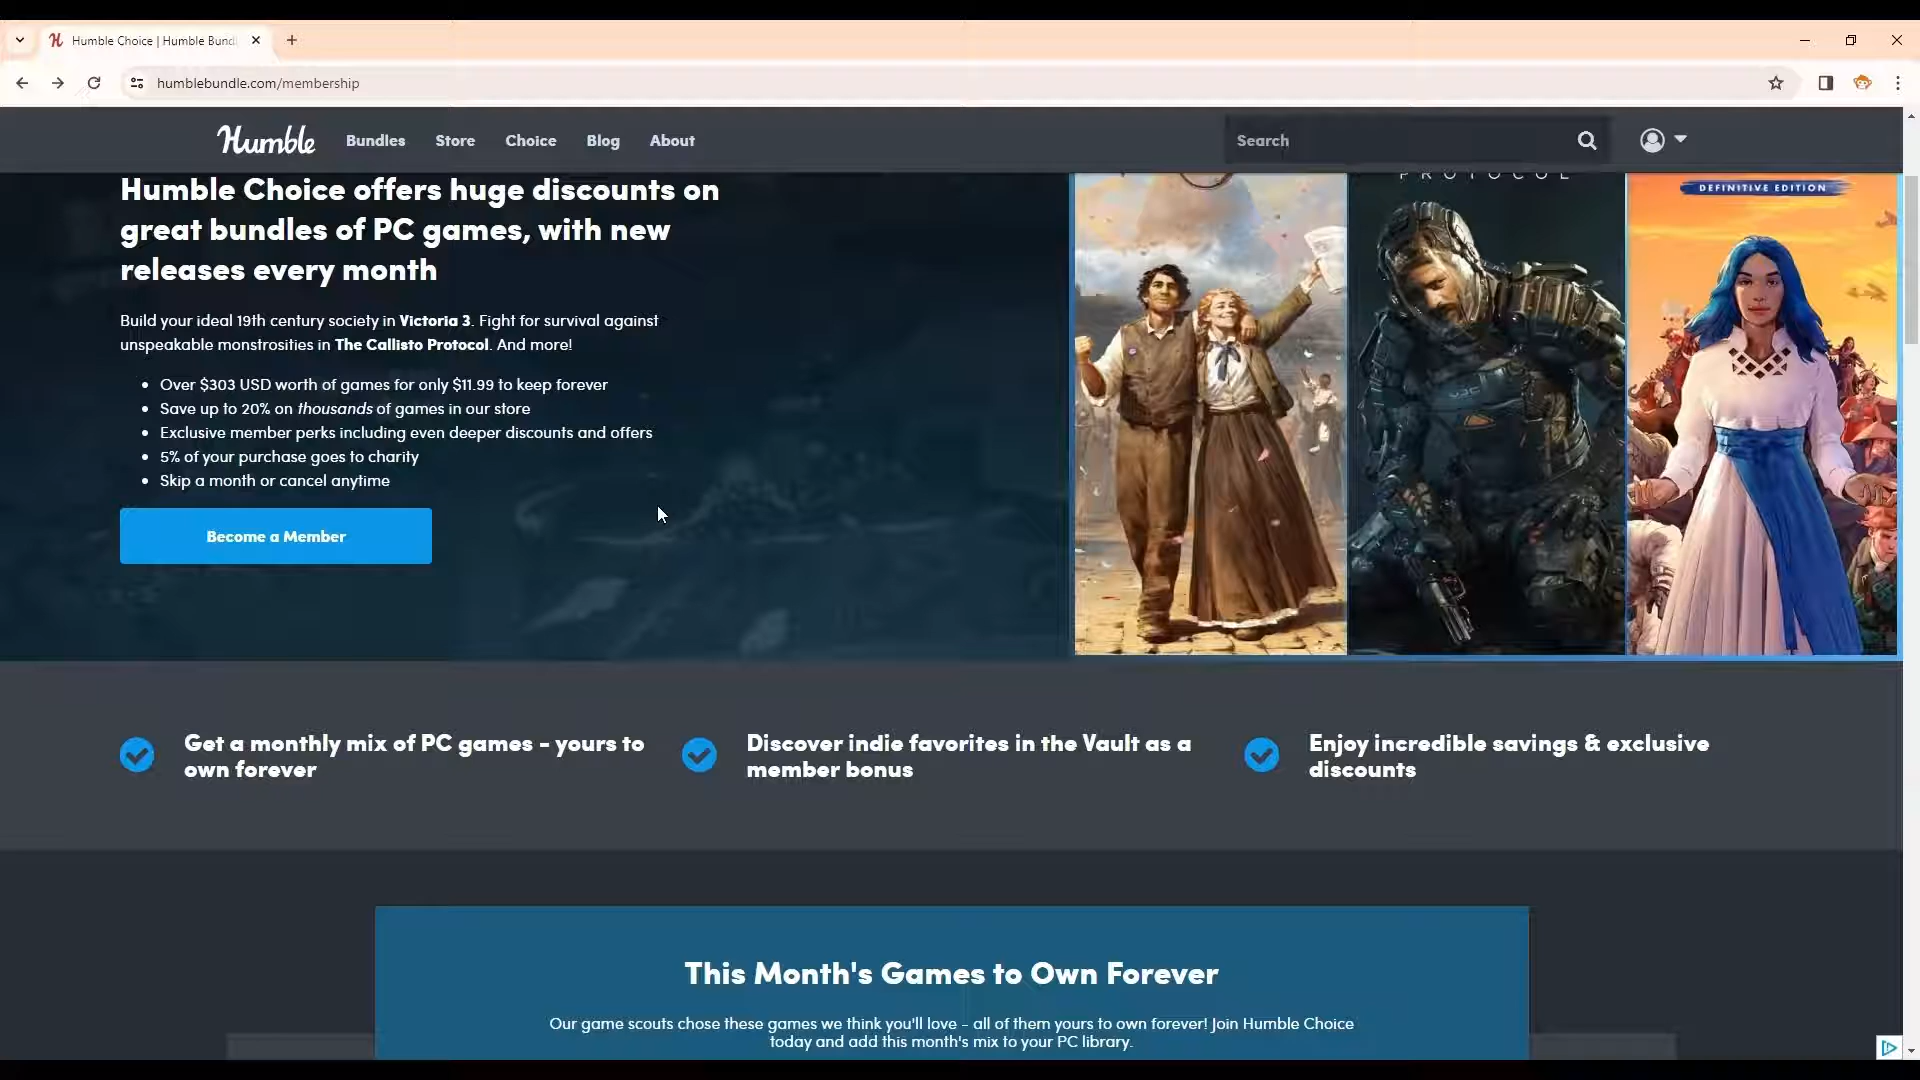 Humble Choice | Humble Bund
humblebundle.com/membership
Humble Bundles Store Choice Blog About Search
Humble Choice offers huge discounts on
great bundles of PC games, with new
releases every month
Build your ideal 19th century society in Victoria 3. Fight for survival against
unspeakable monstrosities in The Callisto Protocol. And more!
• Over $303 USD worth of games for only $11.99 to keep forever
• Save up to 20% on thousands of games in our store
• Exclusive member perks including even deeper discounts and offers
• 5% of your purchase goes to charity
• Skip a month or cancel anytime
Become a Member
PROTOCOL
DEFINITIVE EDITION
Get a monthly mix of PC games - yours to
own forever
Discover indie favorites in the Vault as a
member bonus
Enjoy incredible savings & exclusive
discounts
This Month's Games to Own Forever
Our game scouts chose these games we think you'll love - all of them yours to own forever! Join Humble Choice
today and add this month's mix to your PC library.